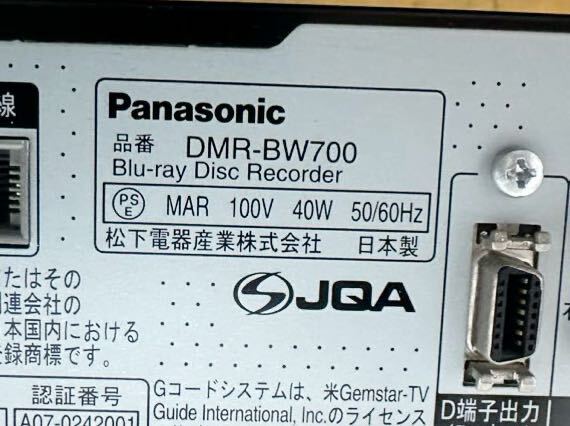 線
Panasonic
品番 DMR-BW700
Blu-ray Disc Recorder
PS E MAR 100V 40W 50/60Hz
松下電器産業株式会社 日本製
JQA
たはその
連会社の
本国内における
録商標です。
認証番号
A07-0242001
Gコードシステムは、米Gemstar-TV
Guide International, Inc.のライセンス
D端子出力